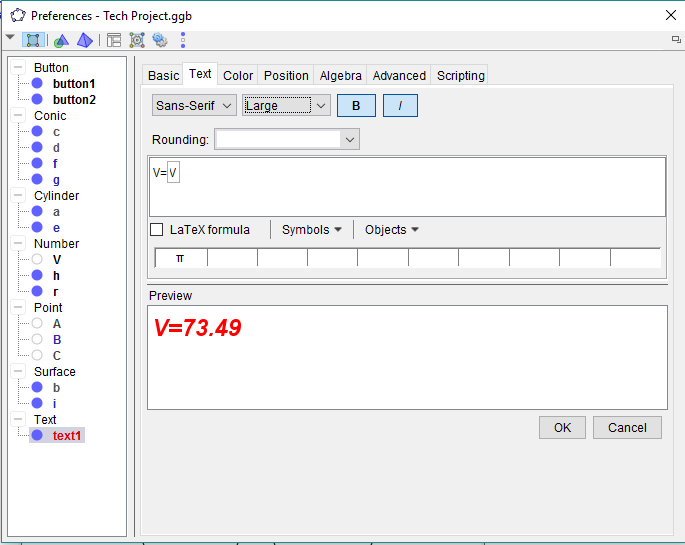 Preferences - Tech Project.ggb
Button
button1
button2
Conic
c
d
f
g
Cylinder
a
e
Number
V
h
r
Point
A
B
C
Surface
b
i
Text
text1
Basic Text Color Position Algebra Advanced Scripting
Sans-Serif Large B I
Rounding:
V=V
LaTeX formula Symbols Objects
π
Preview
V=73.49
OK Cancel